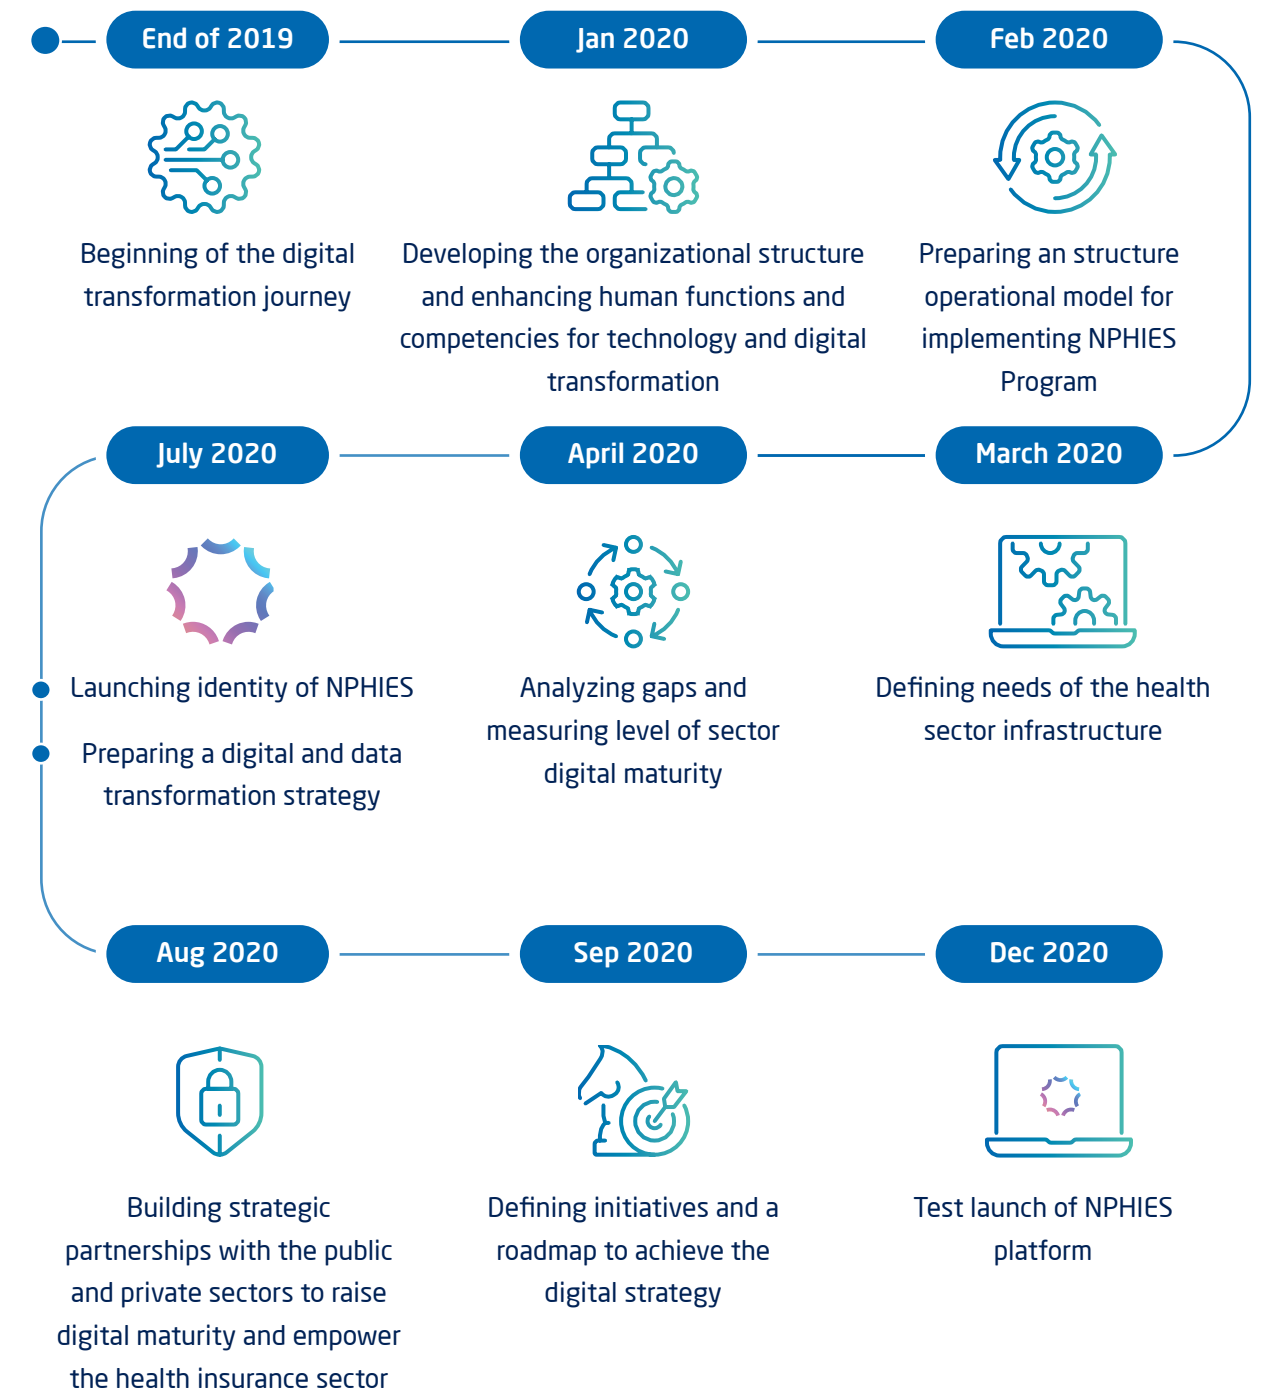 End of 2019
Beginning of the digital
transformation journey
Jan 2020
Developing the organizational structure
and enhancing human functions and
competencies for technology and digital
transformation
Feb 2020
Preparing an structure
operational model for
implementing NPHIES
Program
March 2020
Defining needs of the health
sector infrastructure
April 2020
Analyzing gaps and
measuring level of sector
digital maturity
July 2020
Launching identity of NPHIES
Preparing a digital and data
transformation strategy
Aug 2020
Building strategic
partnerships with the public
and private sectors to raise
digital maturity and empower
the health insurance sector
Sep 2020
Defining initiatives and a
roadmap to achieve the
digital strategy
Dec 2020
Test launch of NPHIES
platform